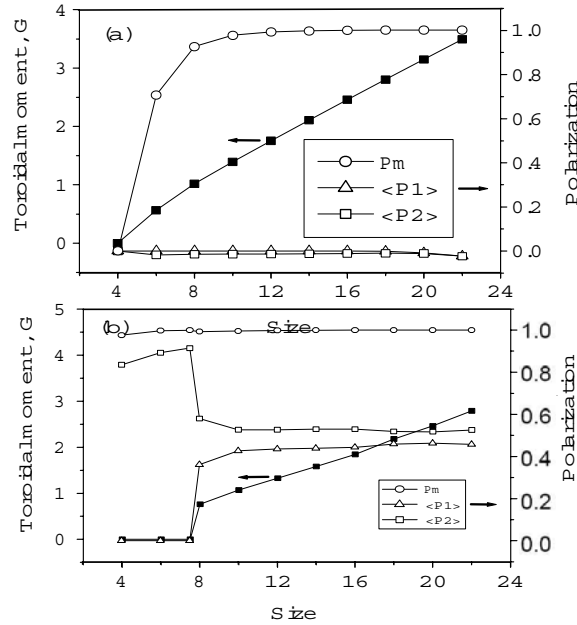 (a)
Toroidal moment, G
4
3
2
1
0
1.0
0.8
0.6
0.4
0.2
0.0
Polarization
Pm
<P1>
<P2>
4 8 12 16 20 24
Size
(b)
Toroidal moment, G
5
4
3
2
1
0
1.0
0.8
0.6
0.4
0.2
0.0
Polarization
Pm
<P1>
<P2>
4 8 12 16 20 24
Size